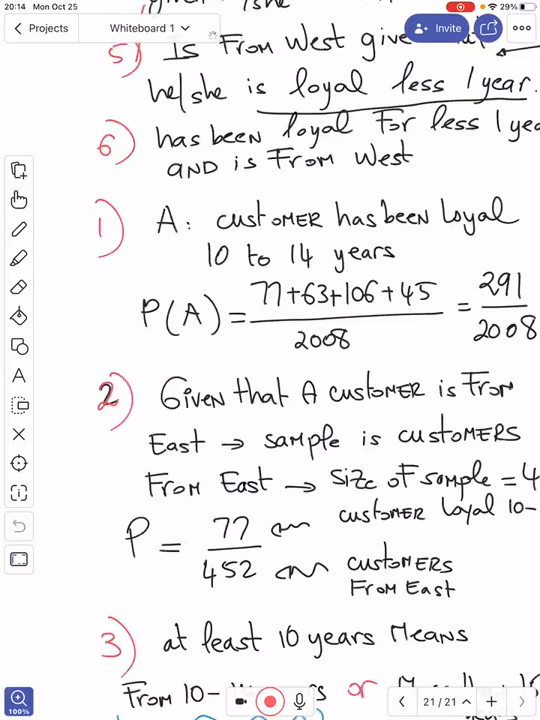 20:14 Mon Oct 25
29%
Projects
Whiteboard 1
Invite
5) Is From West give
he/she is loyal less 1 year.
6) has been loyal For less 1 ye
AND is From West
1) A: customer has been Loyal
10 to 14 years
P(A) = 77+63+106+45 / 2008 = 291 / 2008
2) Given that A customer is From
East → sample is customers
From East → size of sample = 4
P = 77 / 452
customer Loyal 10-
customers
From East
3) at least 10 years Means
From 10-
or
21/21
100%